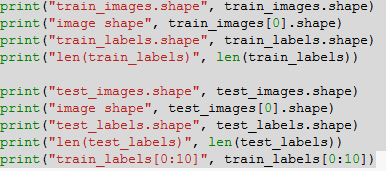 print("train_images.shape", train_images.shape)
print("image shape", train_images[0].shape)
print("train_labels.shape", train_labels.shape)
print("len(train_labels)", len(train_labels))
print("test_images.shape", test_images.shape)
print("image shape", test_images[0].shape)
print("test_labels.shape", test_labels.shape)
print("len(test_labels)", len(test_labels))
print("train_labels[0:10]", train_labels[0:10])